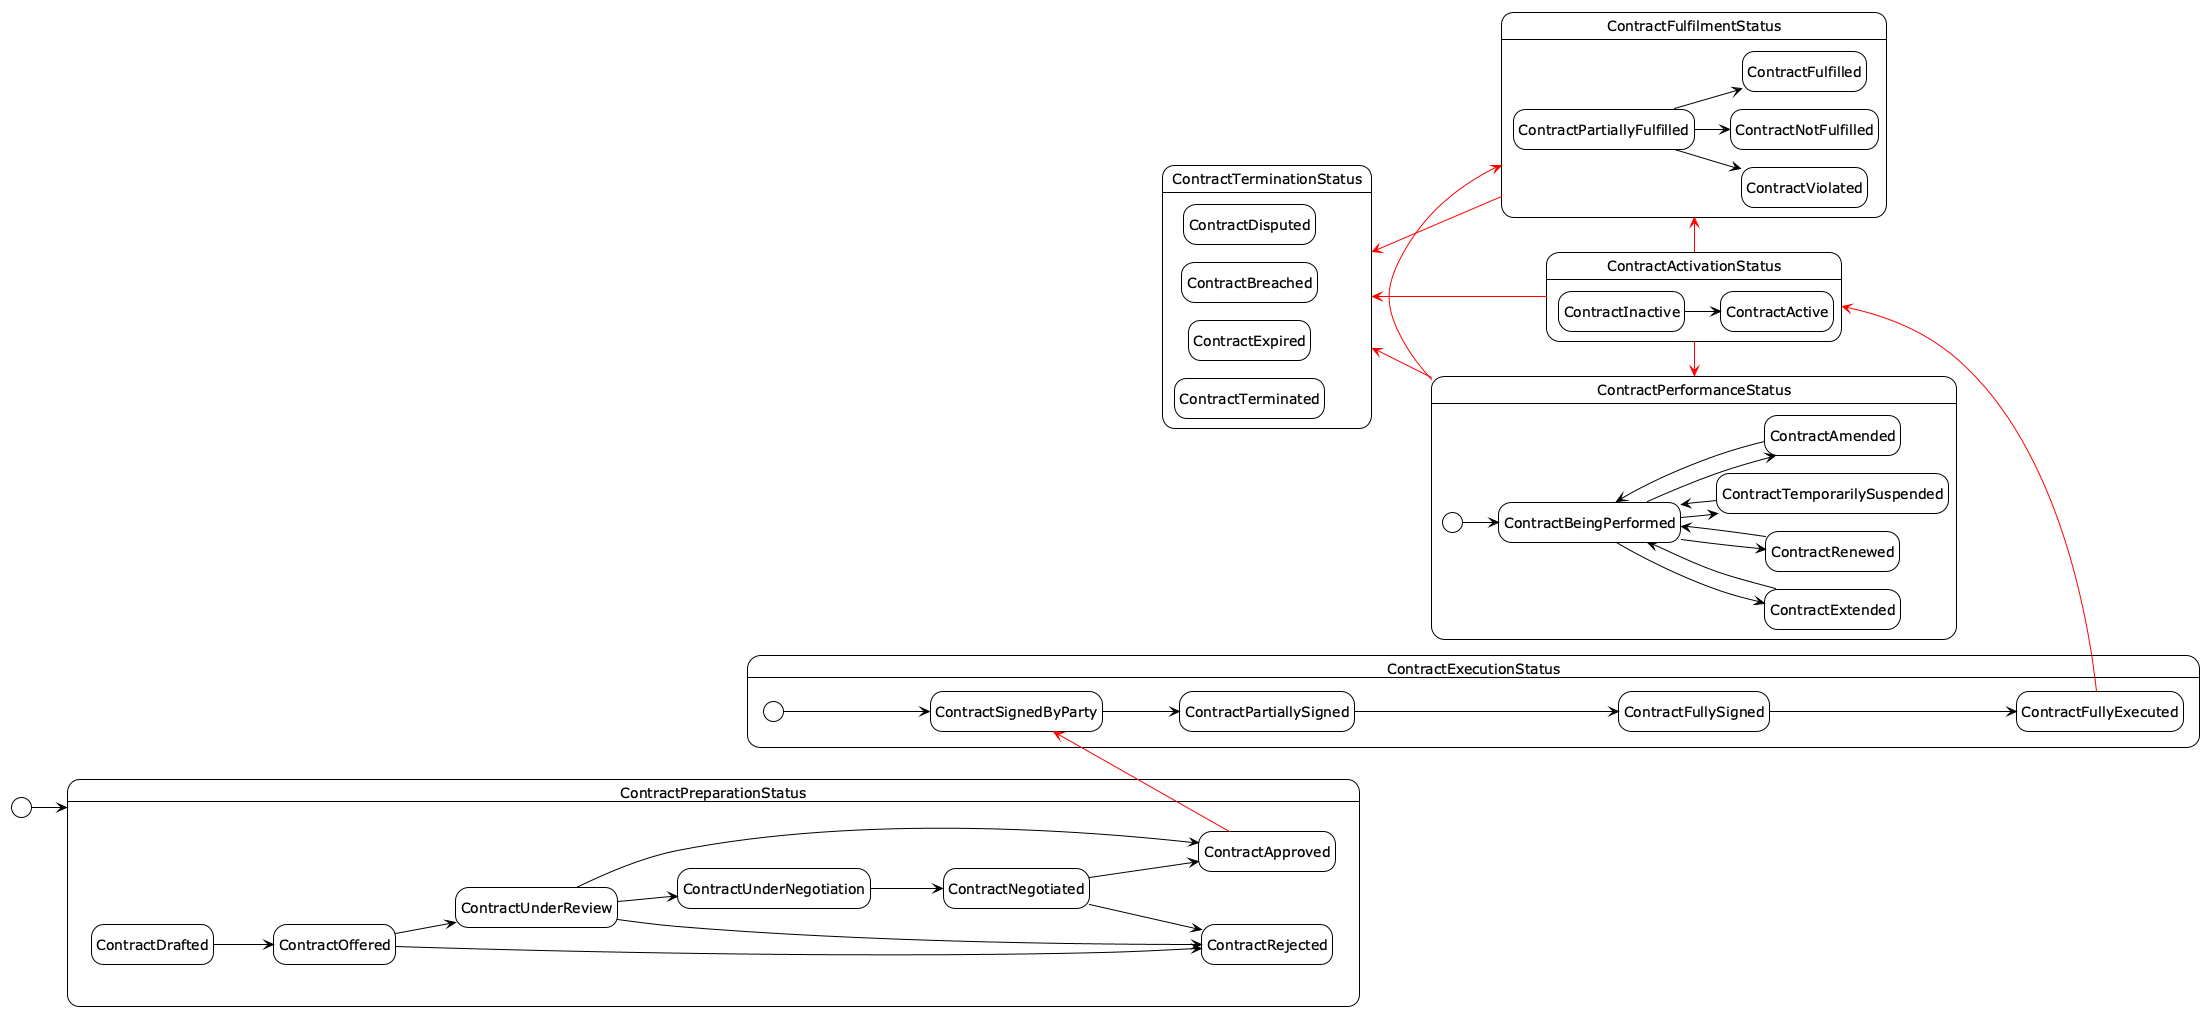 ContractFulfilmentStatus
ContractFulfilled
ContractPartiallyFulfilled
ContractNotFulfilled
ContractViolated
ContractTerminationStatus
ContractDisputed
ContractBreached
ContractExpired
ContractTerminated
ContractActivationStatus
ContractInactive
ContractActive
ContractPerformanceStatus
ContractAmended
ContractTemporarilySuspended
ContractBeingPerformed
ContractRenewed
ContractExtended
ContractExecutionStatus
ContractSignedByParty
ContractPartiallySigned
ContractFullySigned
ContractFullyExecuted
ContractPreparationStatus
ContractApproved
ContractUnderNegotiation
ContractNegotiated
ContractUnderReview
ContractDrafted
ContractOffered
ContractRejected